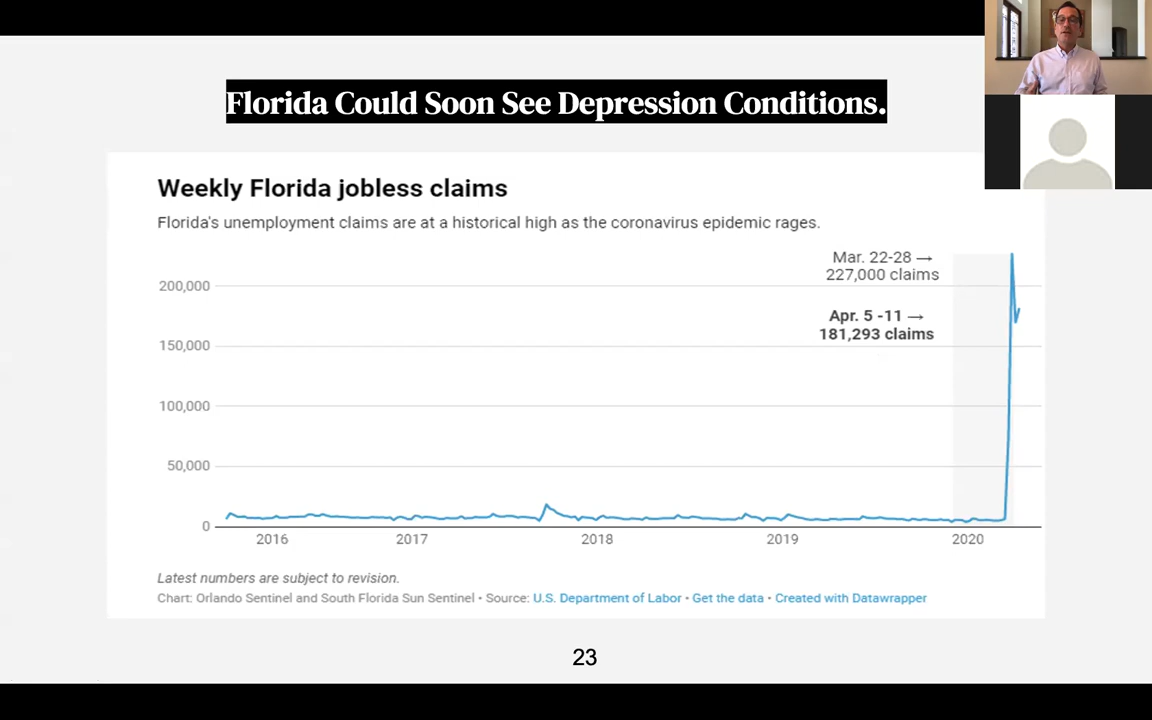 Florida Could Soon See Depression Conditions.
Weekly Florida jobless claims
Florida's unemployment claims are at a historical high as the coronavirus epidemic rages.
Mar. 22-28 →
227,000 claims
200,000
Apr. 5 -11 →
181,293 claims
150,000
100,000
50,000
0
2016 2017 2018 2019 2020
Latest numbers are subject to revision.
Chart: Orlando Sentinel and South Florida Sun Sentinel • Source: U.S. Department of Labor • Get the data • Created with Datawrapper
23